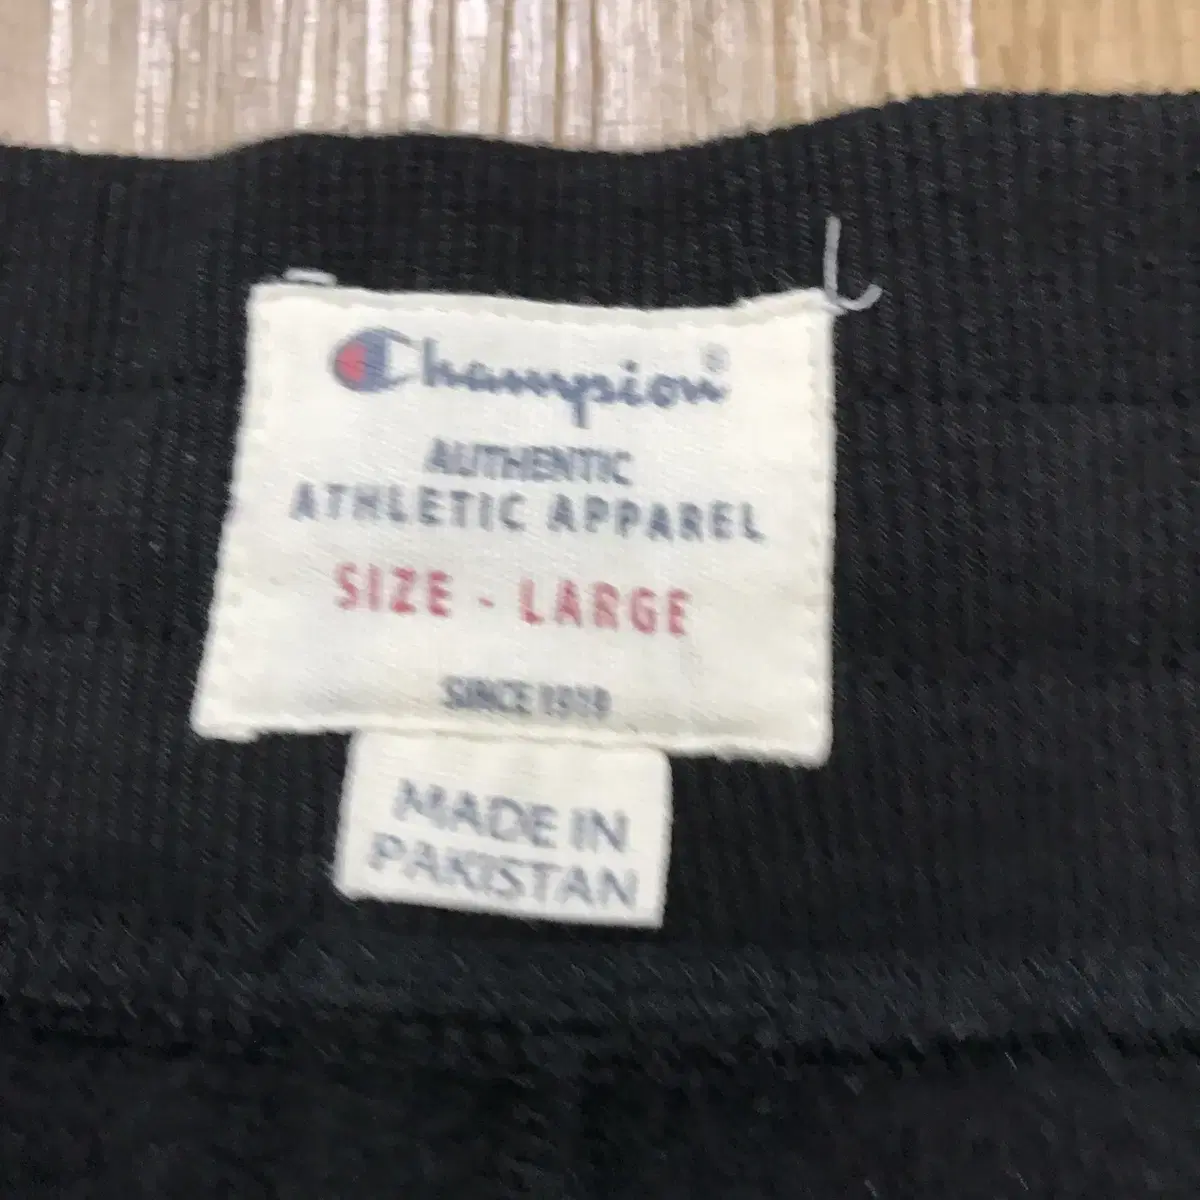 Champion®
AUTHENTIC
ATHLETIC APPAREL
SIZE - LARGE
SINCE 1919
MADE IN
PAKISTAN